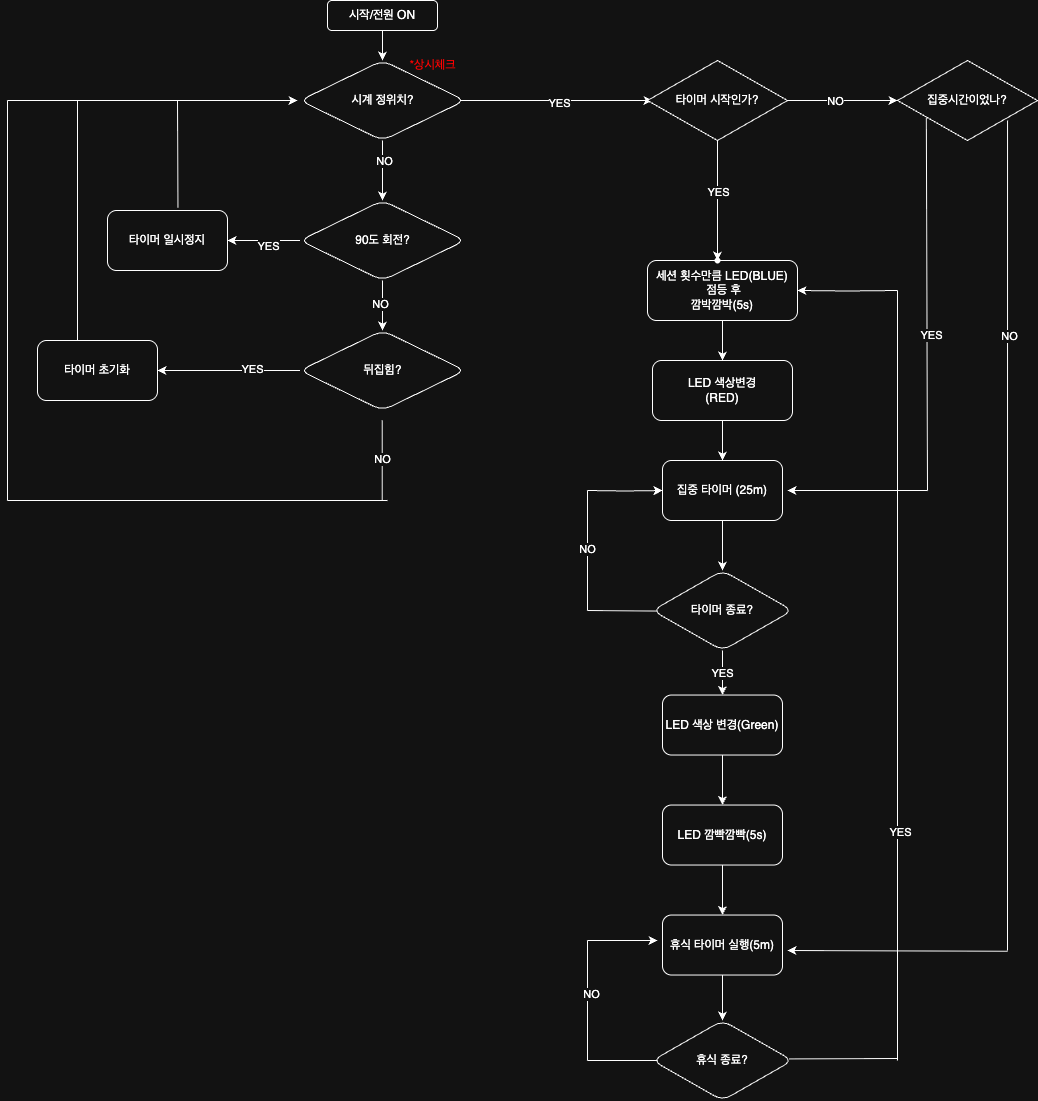 시작/전원 ON
*상시체크
시계 정위치?
YES
타이머 시작인가?
NO
집중시간이었나?
NO
YES
90도 회전?
YES
타이머 일시정지
NO
세션 횟수만큼 LED(BLUE)
점등 후
깜박깜박(5s)
YES
NO
뒤집힘?
YES
타이머 초기화
LED 색상변경
(RED)
NO
집중 타이머 (25m)
NO
타이머 종료?
YES
LED 색상 변경(Green)
LED 깜빡깜빡(5s)
YES
휴식 타이머 실행(5m)
NO
휴식 종료?